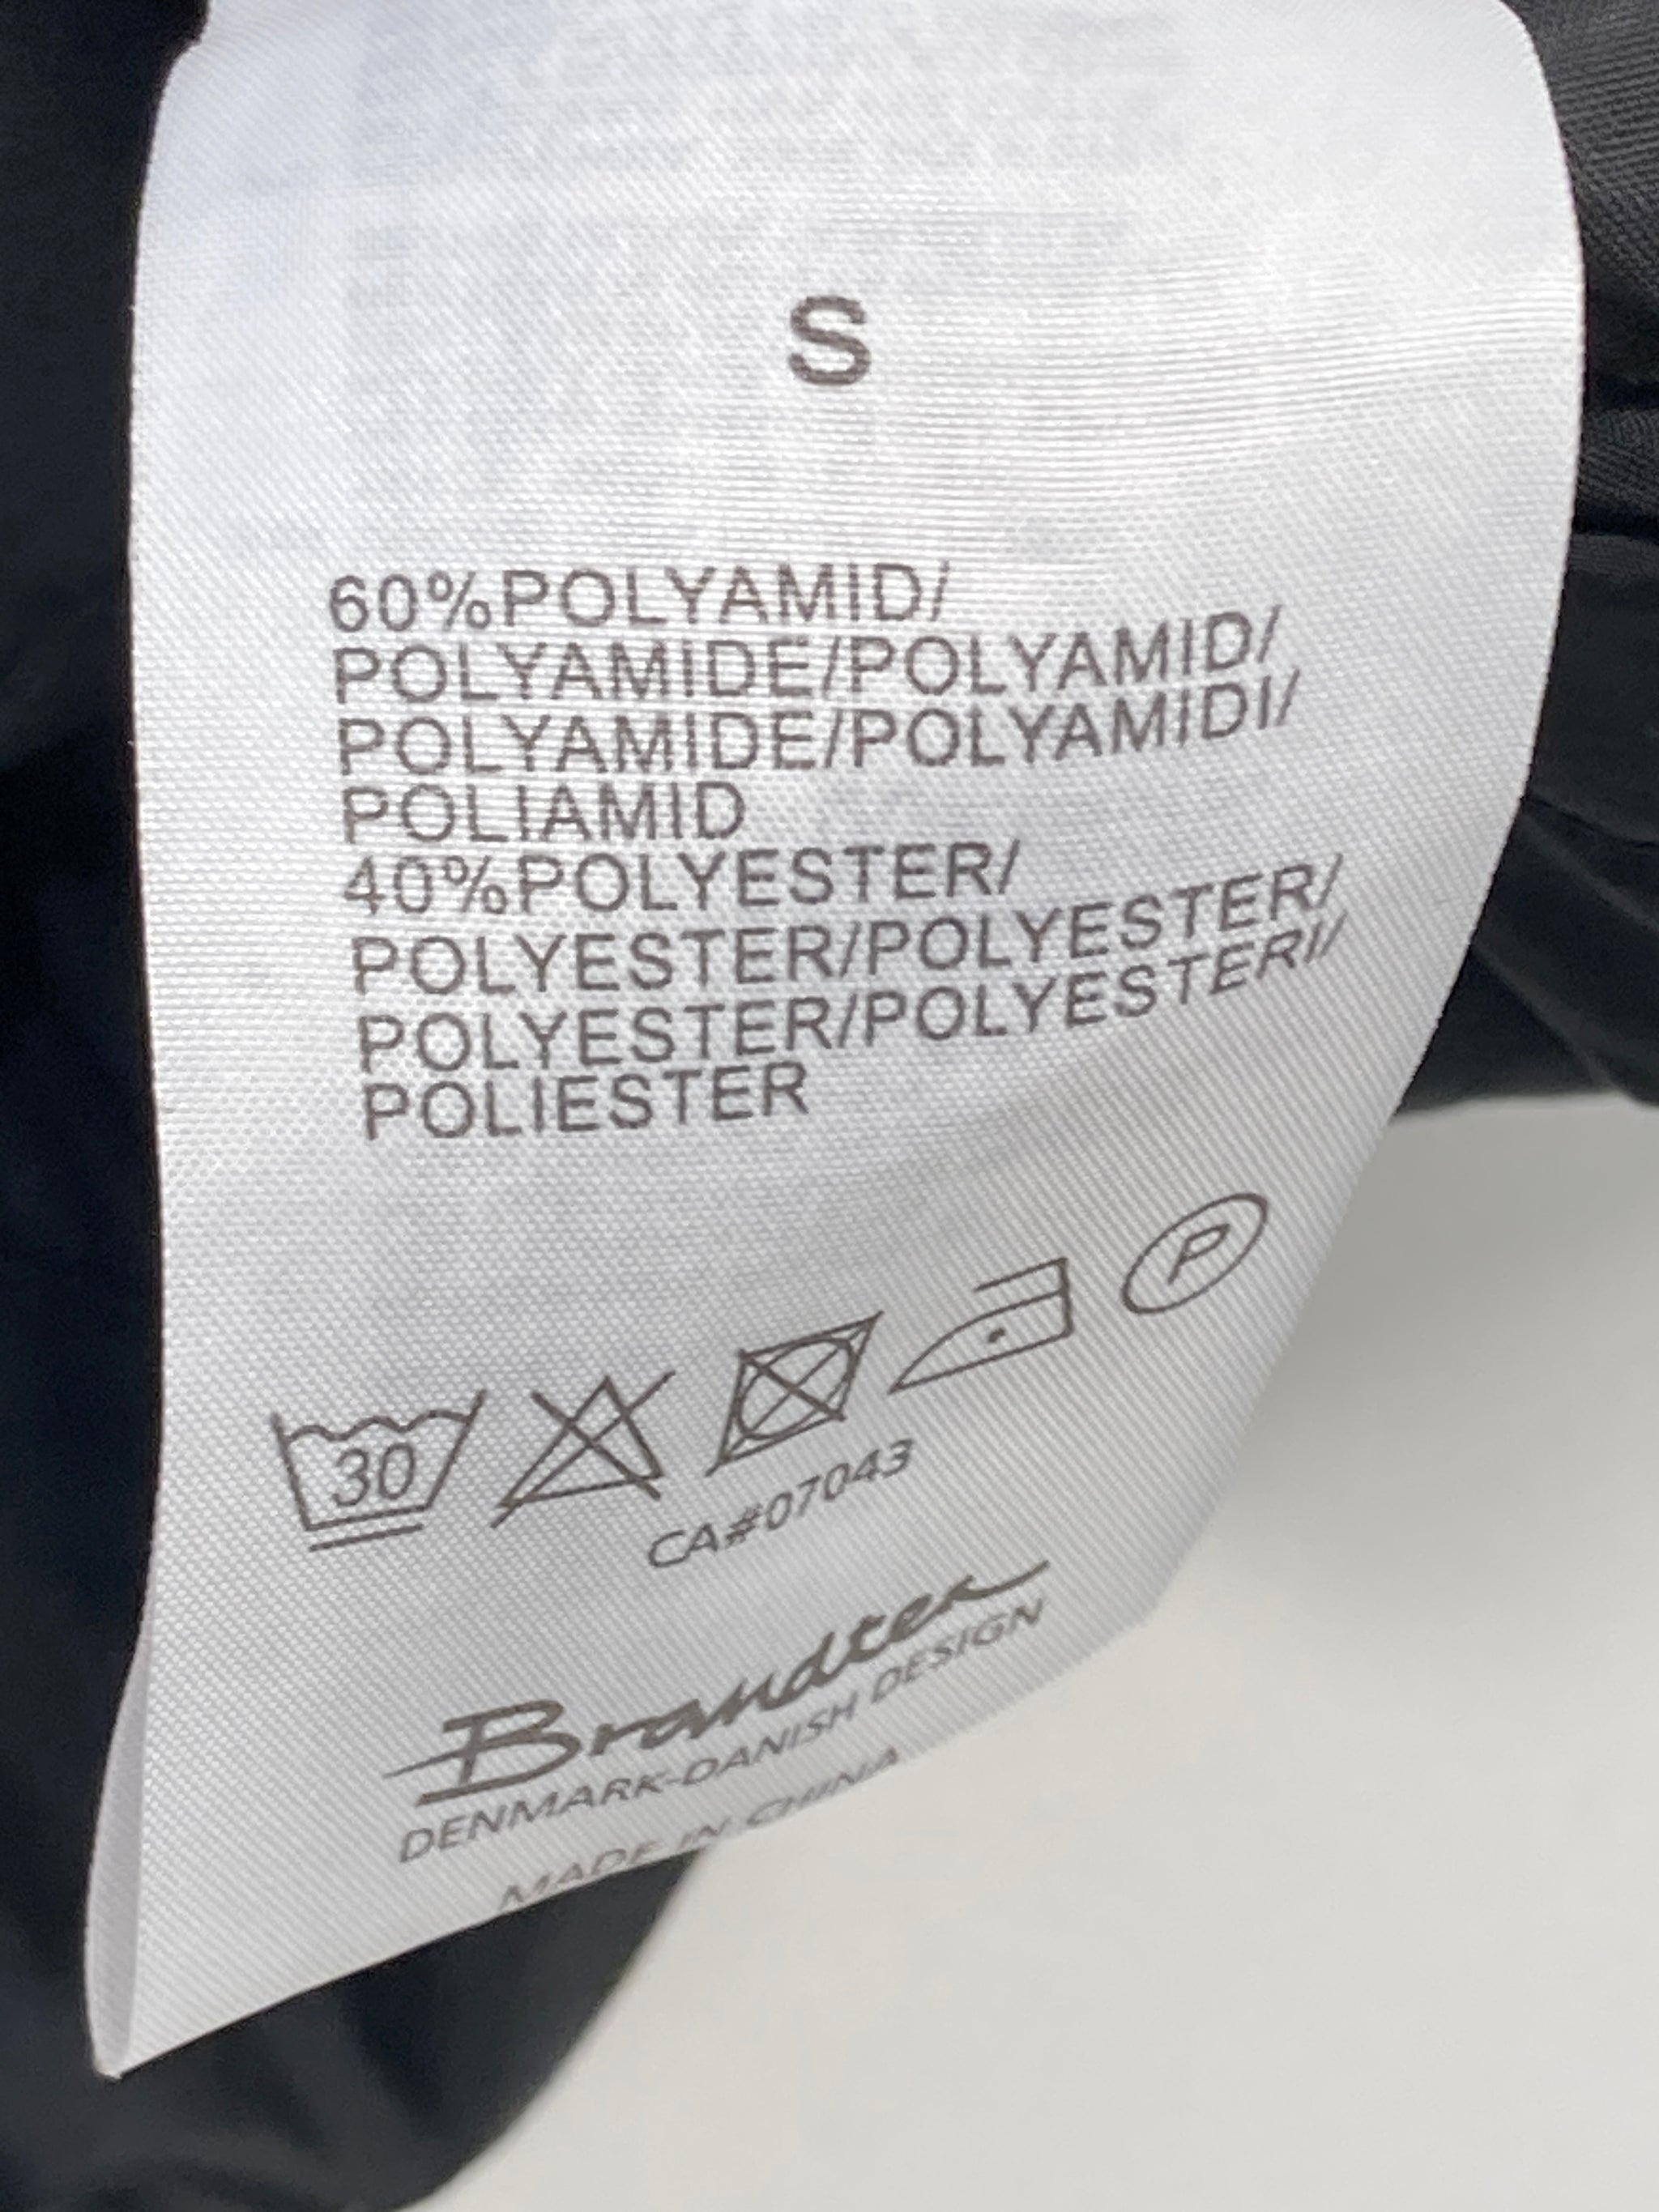 S
60%POLYAMID/
POLYAMIDE/POLYAMID/
POLYAMIDE/POLYAMIDI/
POLIAMID
40%POLYESTER/
POLYESTER/POLYESTER/
POLYESTER/POLYESTERI/
POLIESTER
30 P
CA#07043
Brandtex
DENMARK-DANISH DESIGN
MADE IN CHINA